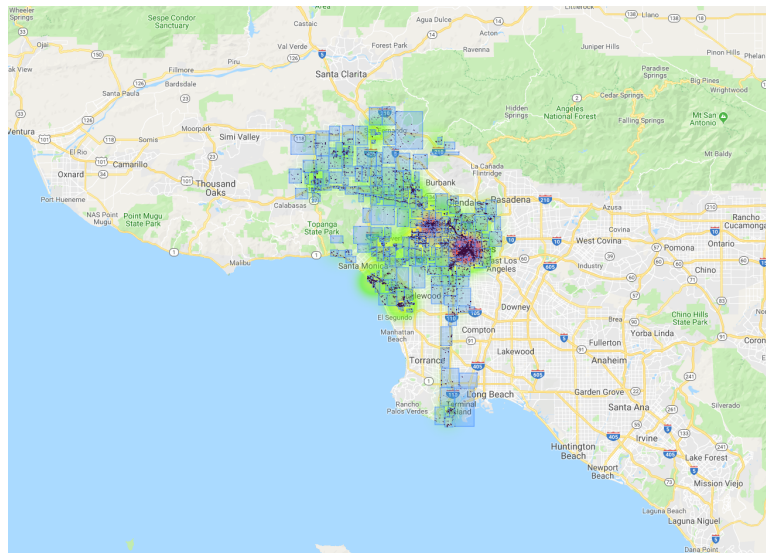 Wheeler
Springs
Sespe Condor
Sanctuary
Area
Littlerock
Llano
Castaic
Agua Dulce
Acton
Ojai
Val Verde
Forest Park
Ravenna
Juniper Hills
Pinon Hills
Phelan
Piru
Fillmore
Santa Clarita
Paradise
Springs
Big Pines
Wrightwood
Bardsdale
Santa Paula
Cedar Springs
Hidden
Springs
Angeles
National Forest
Falling Springs
Mt San
Antonio
Ventura
Moorpark
Simi Valley
Somis
El Rio
Camarillo
Mt Baldy
La Cañada
Flintridge
Oxnard
Thousand
Oaks
Burbank
Pasadena
Port Hueneme
Calabasas
NAS Point
Mugu
Point Mugu
State Park
Topanga
State Park
Azusa
Rancho
Cucamonga
Covina
West Covina
Pomona
Ontario
Malibu
Santa Monica
East Los
Angeles
Industry
Chino
Downey
Chino Hills
State Park
El Segundo
Manhattan
Beach
Compton
Brea
Yorba Linda
Fullerton
Torrance
Lakewood
Anaheim
Rancho
Palos Verdes
Long Beach
Terminal
Island
Garden Grove
Santa Ana
Silverado
Huntington
Beach
Irvine
Lake Forest
Newport
Beach
Mission Viejo
Laguna Beach
Laguna Niguel
Dana Point